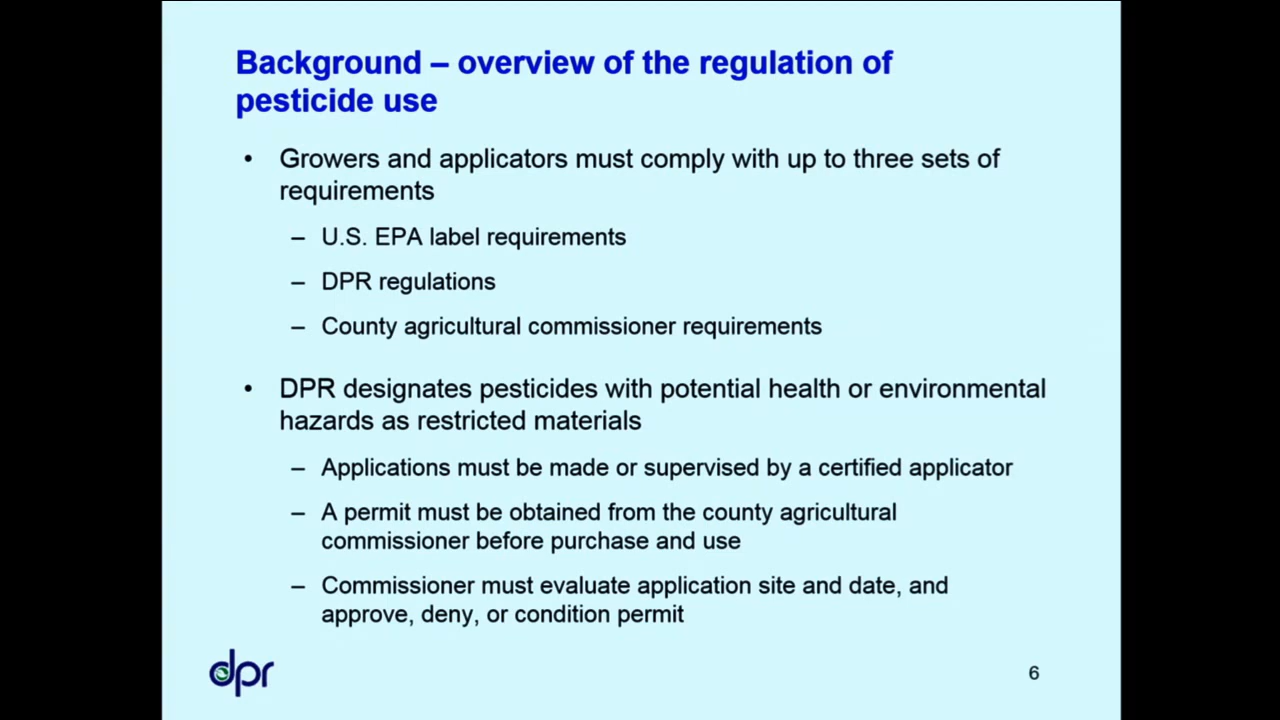 Background – overview of the regulation of
pesticide use
• Growers and applicators must comply with up to three sets of
requirements
– U.S. EPA label requirements
– DPR regulations
– County agricultural commissioner requirements
• DPR designates pesticides with potential health or environmental
hazards as restricted materials
– Applications must be made or supervised by a certified applicator
– A permit must be obtained from the county agricultural
commissioner before purchase and use
– Commissioner must evaluate application site and date, and
approve, deny, or condition permit
dpr
6